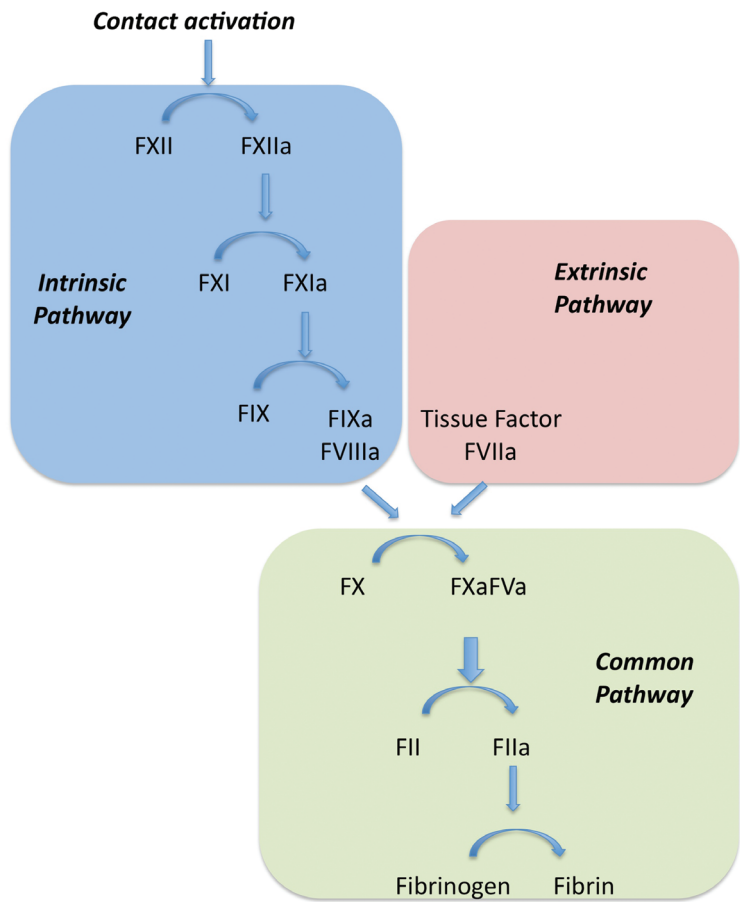 Contact activation
FXII FXIIa
Intrinsic
Pathway
FXI FXIa
FIX FIXa
FVIIIa
Extrinsic
Pathway
Tissue Factor
FVIIa
FX FXaFVa
Common
Pathway
FII FIIa
Fibrinogen Fibrin